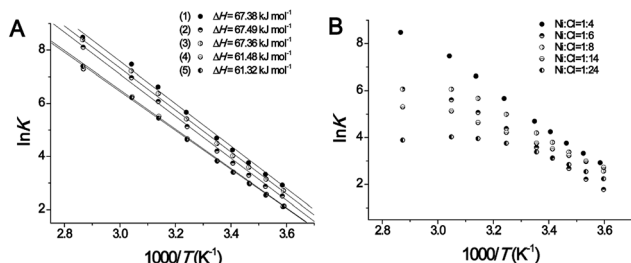 A
(1) ● ΔH=67.38 kJ mol⁻¹
(2) ΔH=67.49 kJ mol⁻¹
(3) ΔH=67.36 kJ mol⁻¹
(4) ΔH=61.48 kJ mol⁻¹
(5) ΔH=61.32 kJ mol⁻¹
lnK
8
6
4
2
2.8 3.0 3.2 3.4 3.6
1000/T(K⁻¹)
B
Ni:Cl=1:4
Ni:Cl=1:6
Ni:Cl=1:8
Ni:Cl=1:14
Ni:Cl=1:24
lnK
8
6
4
2
2.8 3.0 3.2 3.4 3.6
1000/T(K⁻¹)